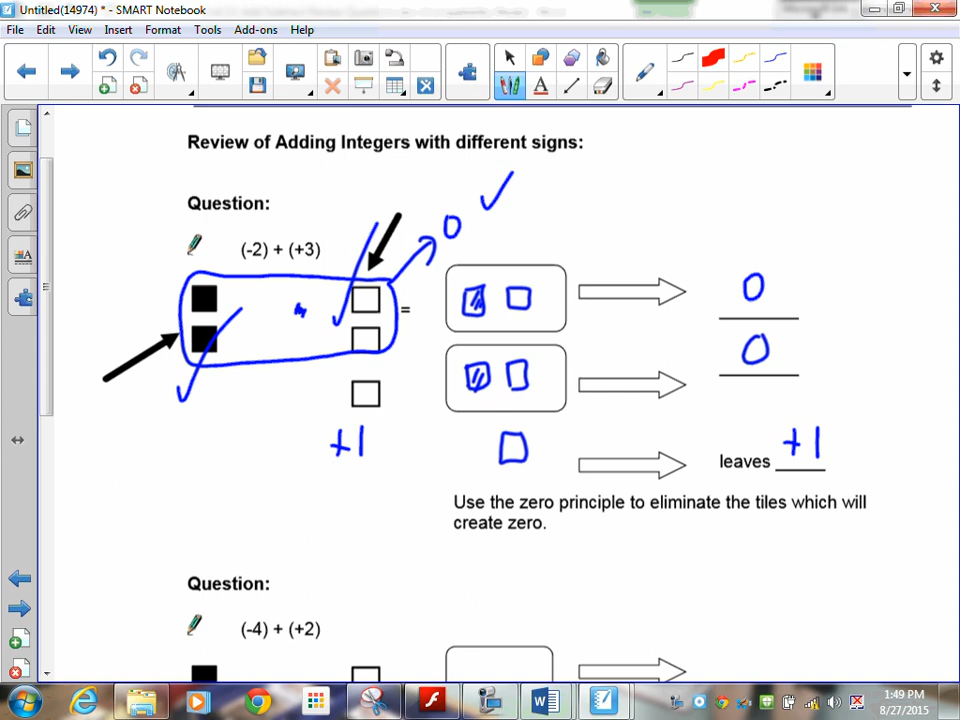 Untitled(14974) * - SMART Notebook
File Edit View Insert Format Tools Add-ons Help
Review of Adding Integers with different signs:
Question:
(-2) + (+3)
0
=
0
0
+1
leaves +1
Use the zero principle to eliminate the tiles which will
create zero.
Question:
(-4) + (+2)
1:49 PM
8/27/2015